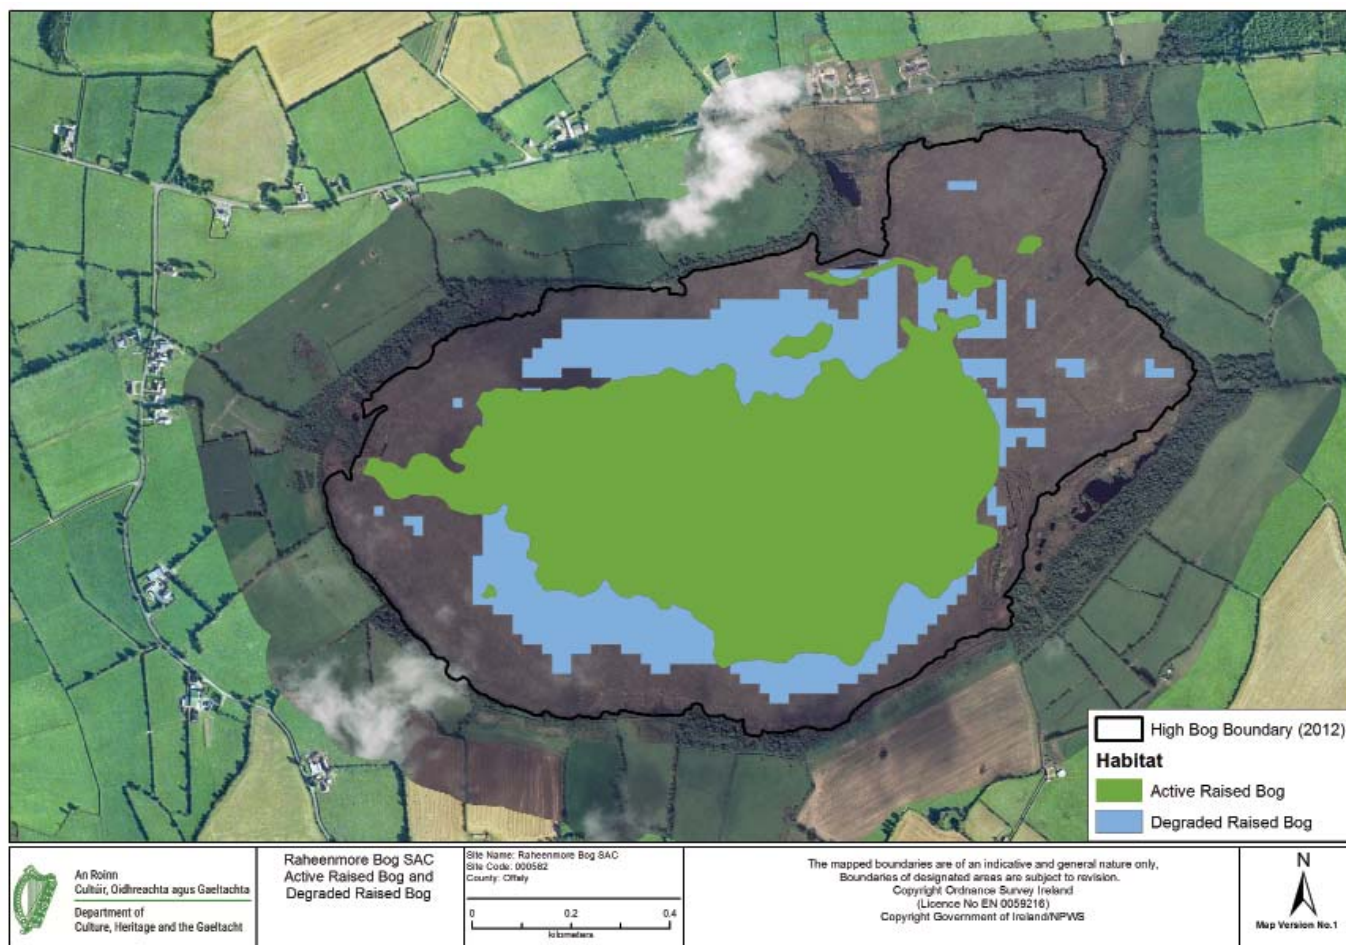 High Bog Boundary (2012)
Habitat
Active Raised Bog
Degraded Raised Bog
An Roinn
Cultúir, Oidhreachta agus Gaeltachta
Department of
Culture, Heritage and the Gaeltacht
Raheenmore Bog SAC
Active Raised Bog and
Degraded Raised Bog
Site Name: Raheenmore Bog SAC
Site Code: 000582
County: Offaly
0 0.2 0.4
kilometers
The mapped boundaries are of an indicative and general nature only,
Boundaries of designated areas are subject to revision.
Copyright Ordnance Survey Ireland
(Licence No EN 0059216)
Copyright Government of Ireland/NPWS
N
Map Version No.1